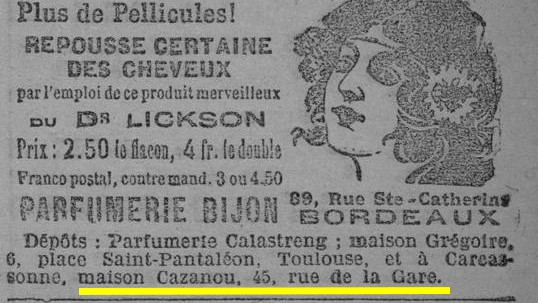 Plus de Pellicules!
REPOUSSE CERTAINE
DES CHEVEUX
par l'emploi de ce produit merveilleux
DU DR LICKSON
Prix: 2.50 le flacon, 4 fr. le double
Franco postal, contre mand. 3 ou 4.50
PARFUMERIE BIJON 89, Rue Ste-Catherine
BORDEAUX
Dépôts : Parfumerie Calastreng ; maison Grégoire,
6, place Saint-Pantaléon, Toulouse, et à Carcas-
sonne, maison Cazanou, 45, rue de la Gare.